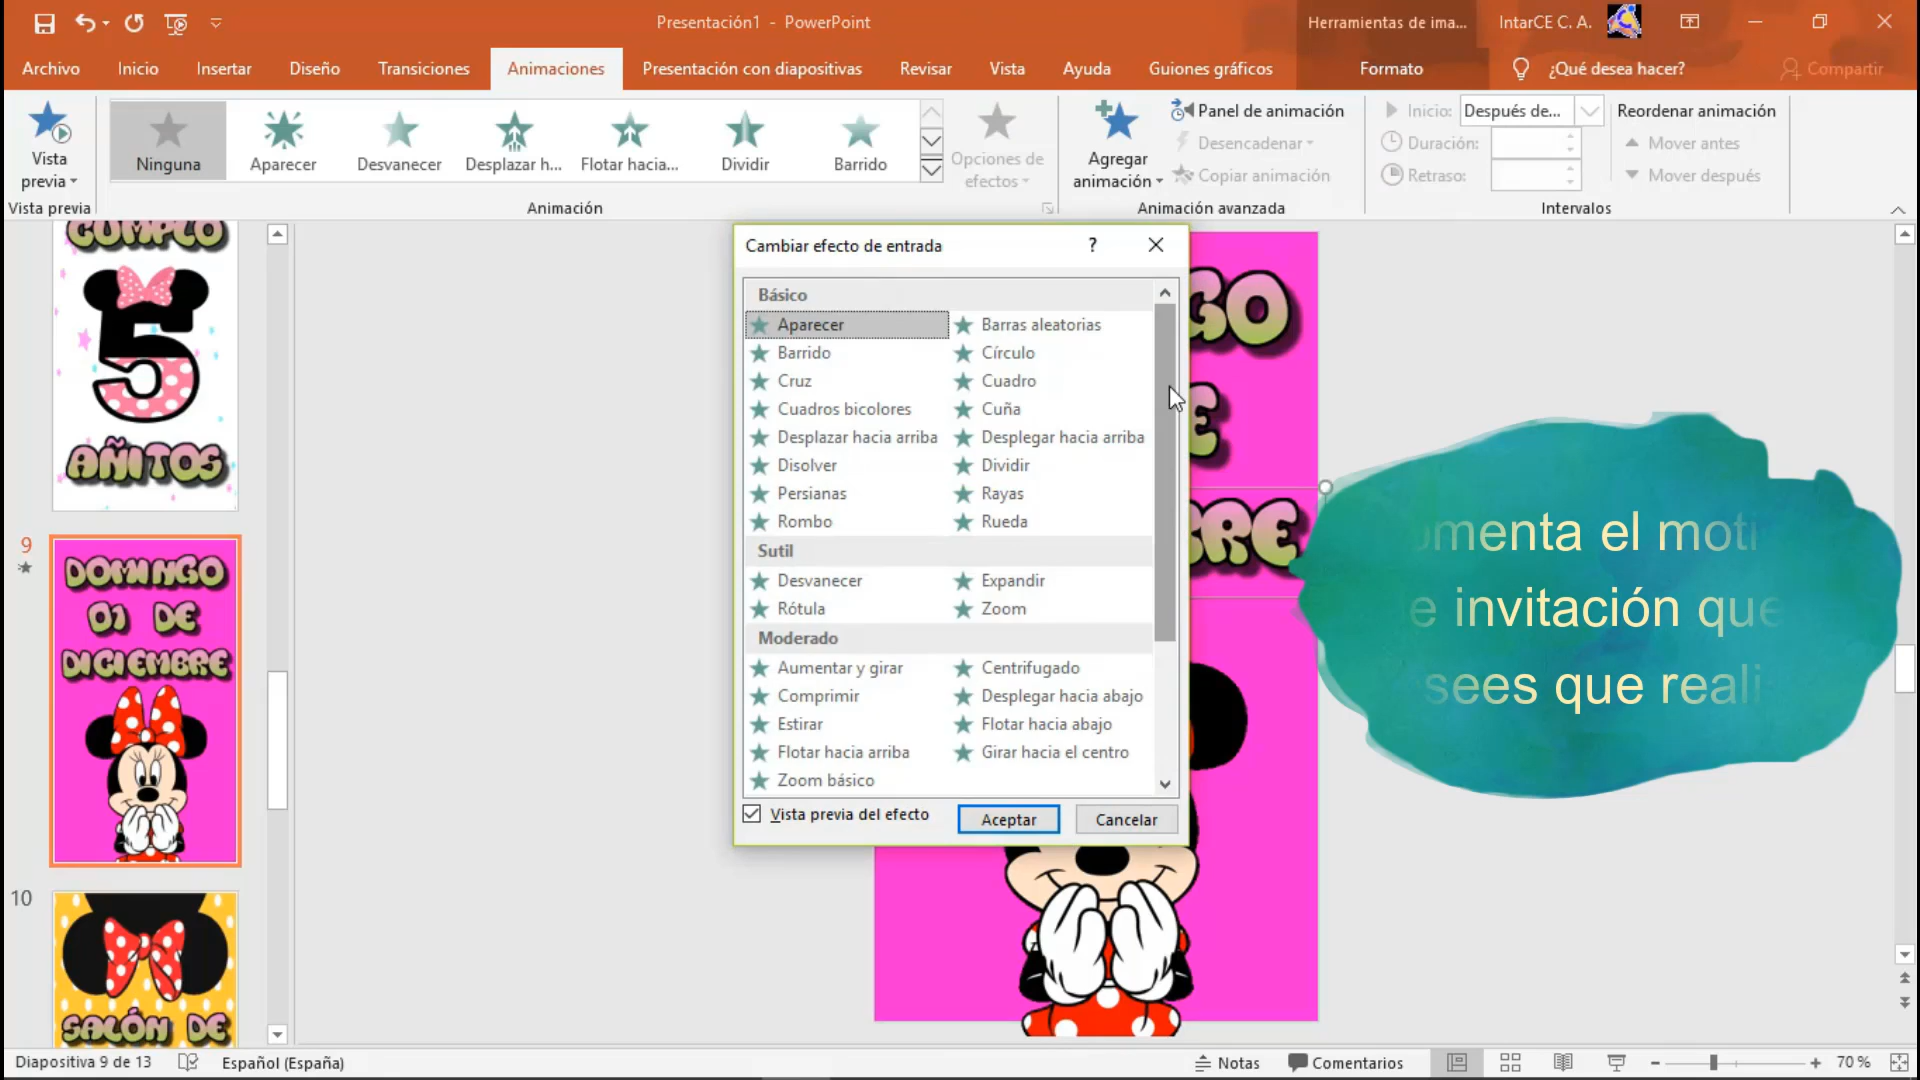 Presentación1 - PowerPoint
Herramientas de ima...
IntarCE C. A.
Archivo
Inicio
Insertar
Diseño
Transiciones
Animaciones
Presentación con diapositivas
Revisar
Vista
Ayuda
Guiones gráficos
Formato
¿Qué desea hacer?
Compartir
Vista
previa
Ninguna
Aparecer
Desvanecer
Desplazar h...
Flotar hacia...
Dividir
Barrido
Opciones de
efectos
Agregar
animación
Panel de animación
Desencadenar
Copiar animación
Inicio:
Después de...
Duración:
Retraso:
Reordenar animación
Mover antes
Mover después
Vista previa
Animación
Animación avanzada
Intervalos
CUMPLO
5
AÑITOS
9
DOMINGO
01 DE
DICIEMBRE
10
SALÓN DE
Cambiar efecto de entrada
?
Básico
Aparecer
Barras aleatorias
Barrido
Círculo
Cruz
Cuadro
Cuadros bicolores
Cuña
Desplazar hacia arriba
Desplegar hacia arriba
Disolver
Dividir
Persianas
Rayas
Rombo
Rueda
Sutil
Desvanecer
Expandir
Rótula
Zoom
Moderado
Aumentar y girar
Centrifugado
Comprimir
Desplegar hacia abajo
Estirar
Flotar hacia abajo
Flotar hacia arriba
Girar hacia el centro
Zoom básico
Vista previa del efecto
Aceptar
Cancelar
GO
E
BRE
omenta el moti
e invitación que
sees que reali
Diapositiva 9 de 13
Español (España)
Notas
Comentarios
70 %